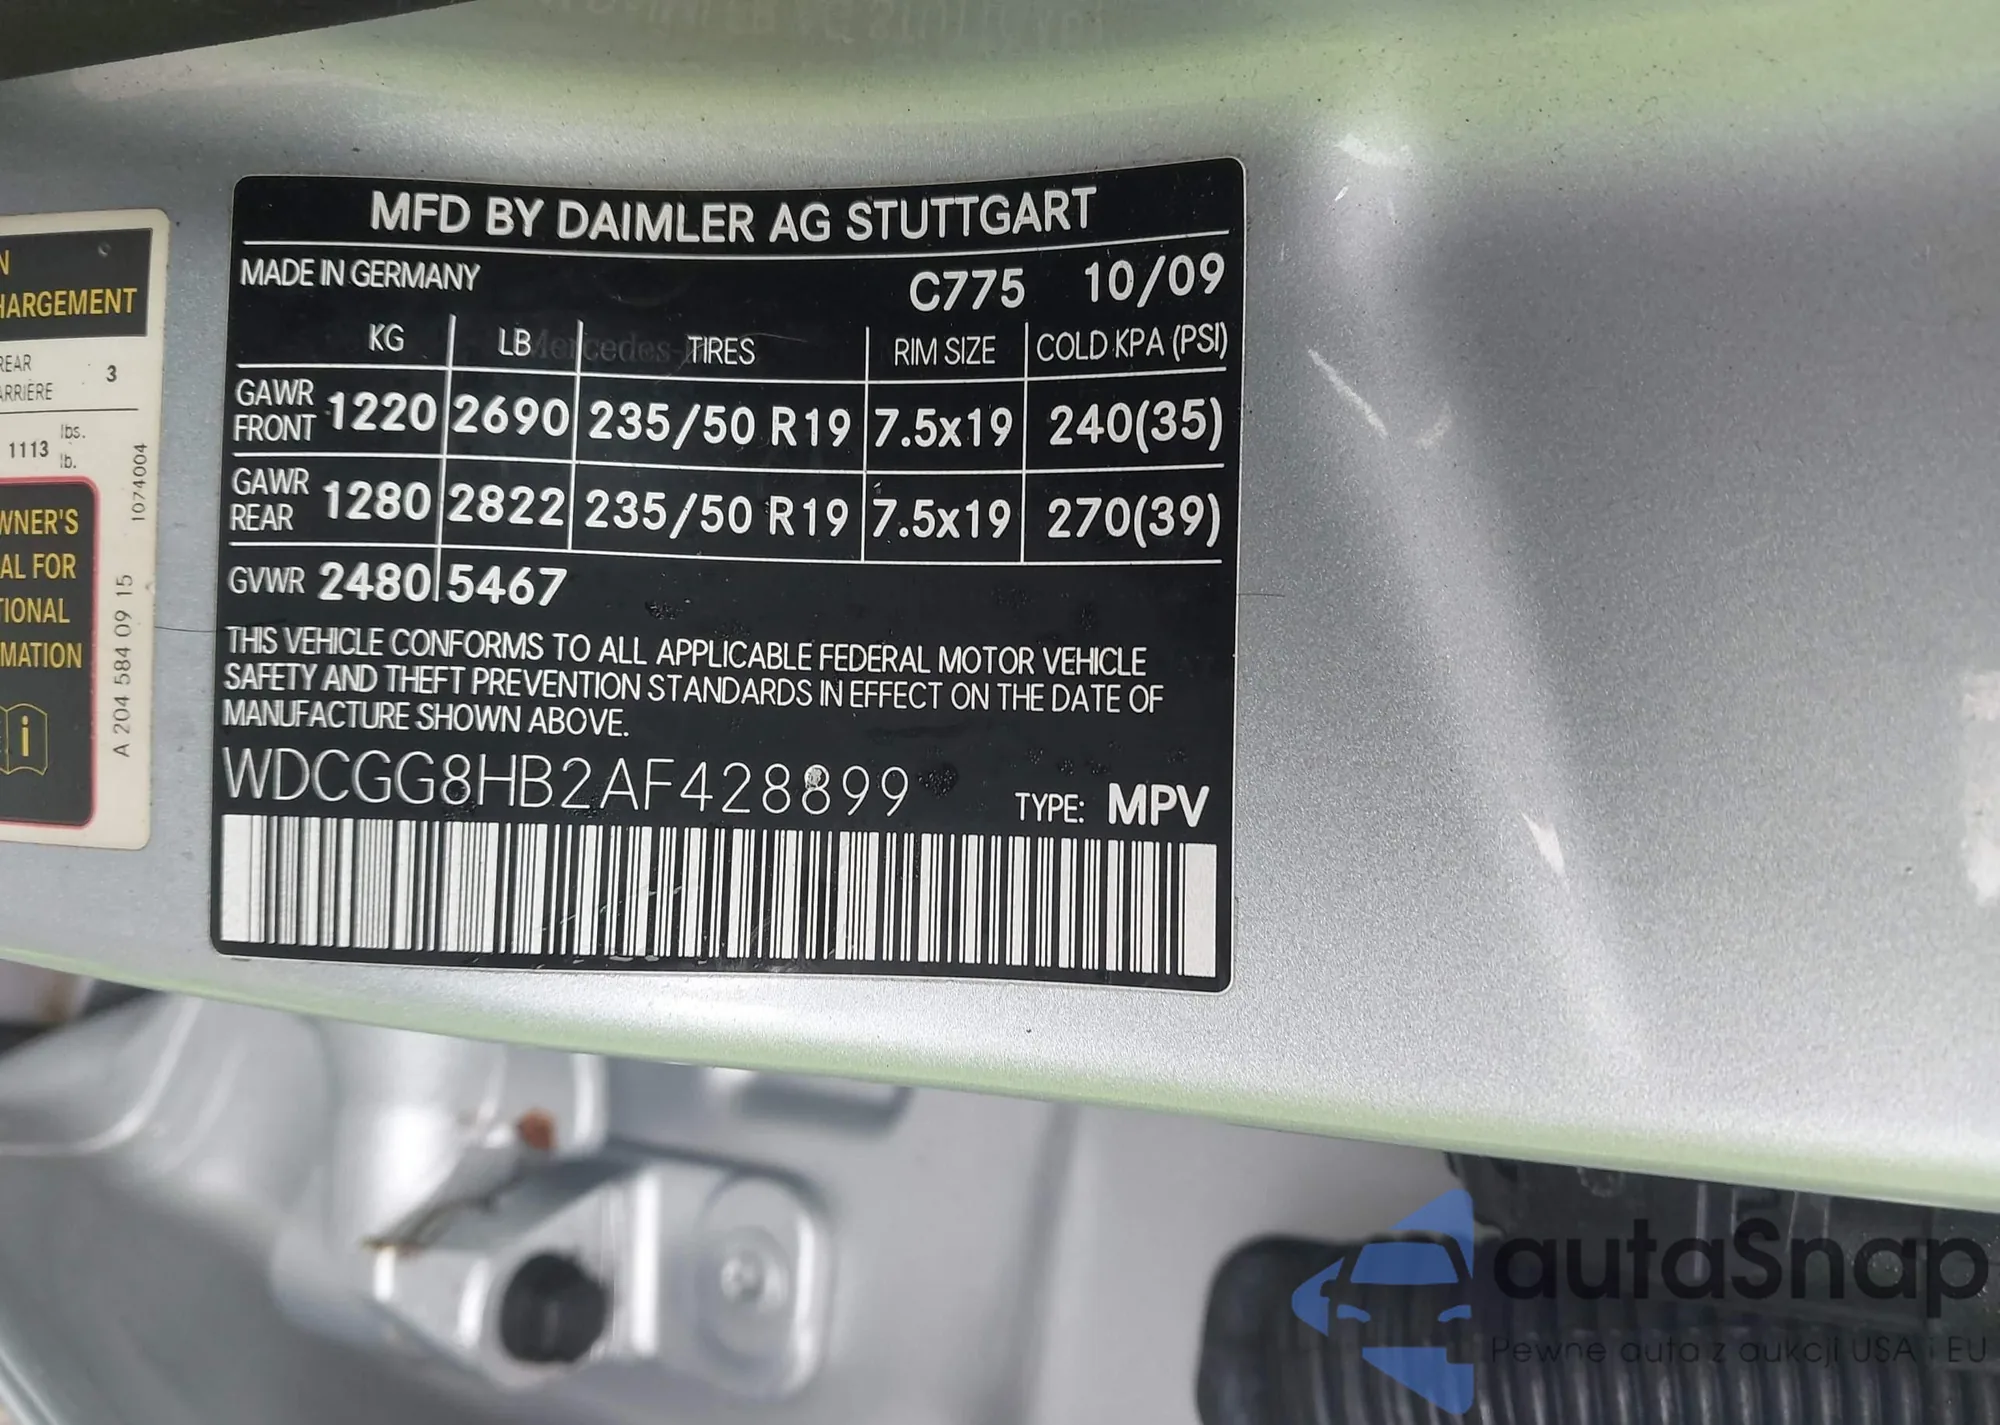 MFD BY DAIMLER AG STUTTGART
MADE IN GERMANY C775 10/09
KG LB TIRES RIM SIZE COLD KPA (PSI)
GAWR FRONT 1220 2690 235/50 R19 7.5x19 240(35)
GAWR REAR 1280 2822 235/50 R19 7.5x19 270(39)
GVWR 2480 5467
THIS VEHICLE CONFORMS TO ALL APPLICABLE FEDERAL MOTOR VEHICLE
SAFETY AND THEFT PREVENTION STANDARDS IN EFFECT ON THE DATE OF
MANUFACTURE SHOWN ABOVE.
WDCGG8HB2AF428899 TYPE: MPV
N
HARGEMENT
REAR
ARRIÈRE 3
1113 lbs.
lb.
WNER'S
AL FOR
TIONAL
MATION
i
A 204 584 09 15
1074004
autaSnap
Pewne auta z aukcji USA i EU